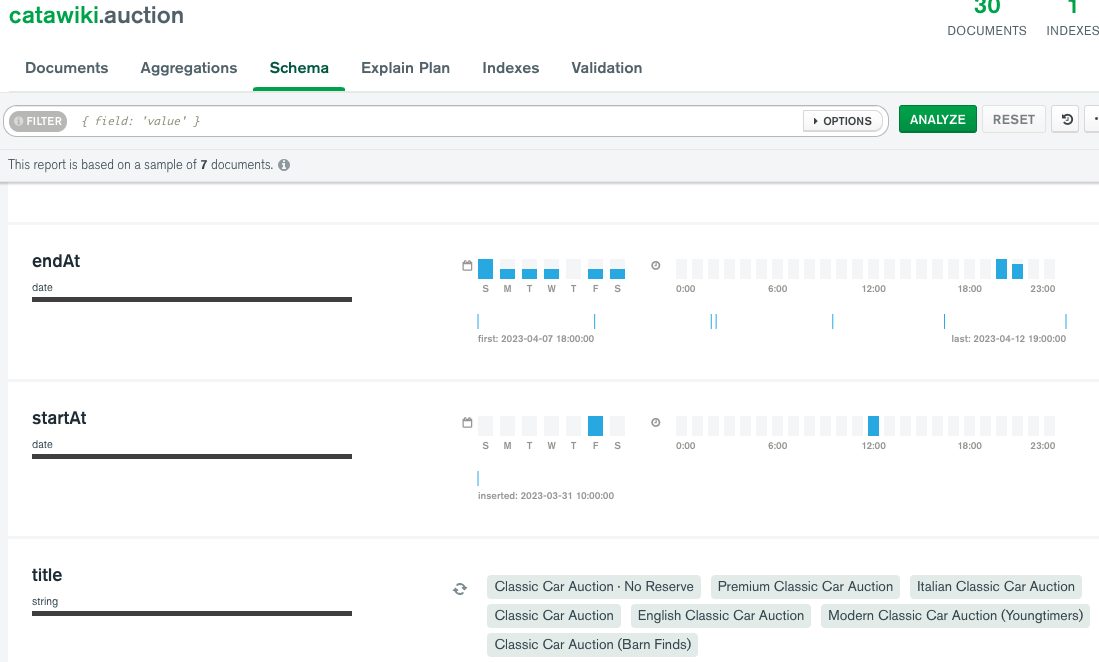 catawiki.auction
30 1
DOCUMENTS INDEXES
Documents Aggregations Schema Explain Plan Indexes Validation
FILTER { field: 'value' } OPTIONS ANALYZE RESET
This report is based on a sample of 7 documents.
endAt
date
S M T W T F S 0:00 6:00 12:00 18:00 23:00
first: 2023-04-07 18:00:00 last: 2023-04-12 19:00:00
startAt
date
S M T W T F S 0:00 6:00 12:00 18:00 23:00
inserted: 2023-03-31 10:00:00
title
string
Classic Car Auction · No Reserve Premium Classic Car Auction Italian Classic Car Auction
Classic Car Auction English Classic Car Auction Modern Classic Car Auction (Youngtimers)
Classic Car Auction (Barn Finds)